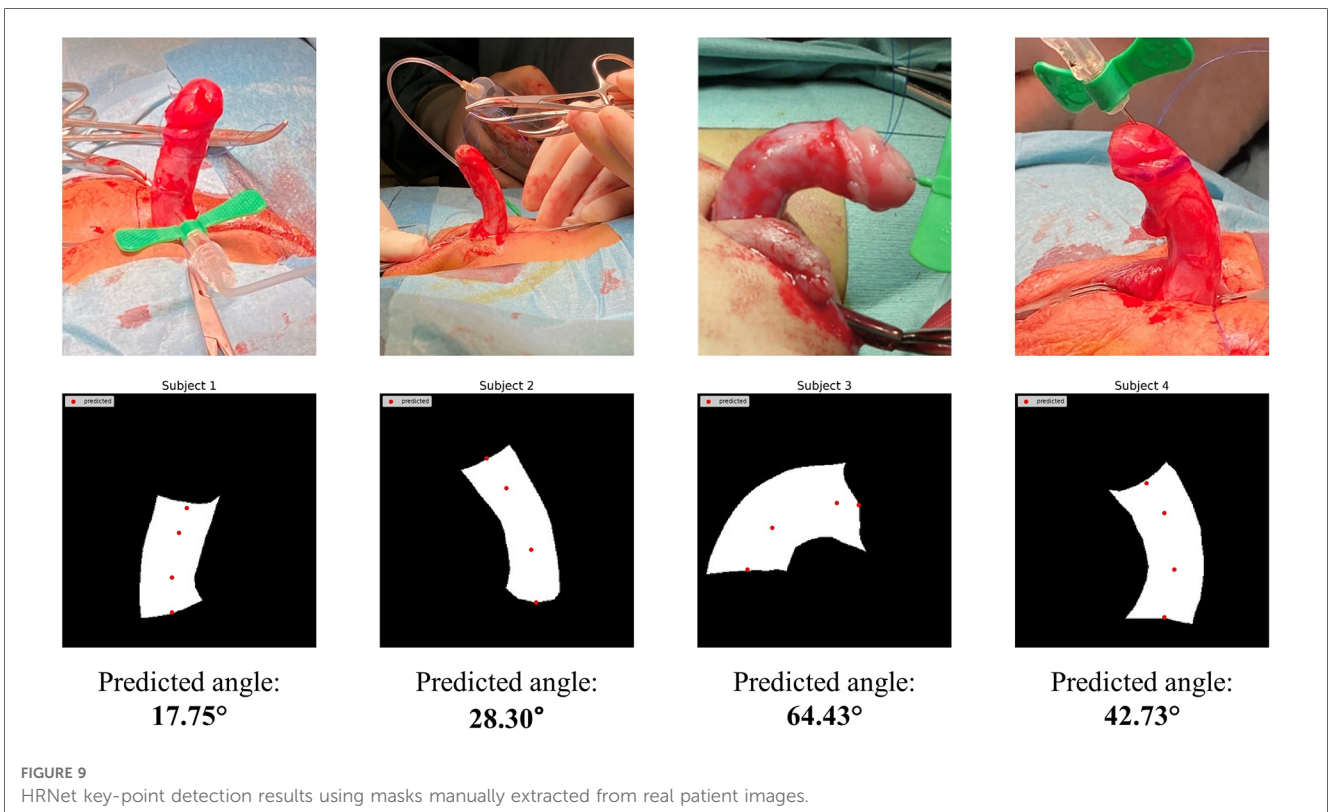 Subject 1
Subject 2
Subject 3
Subject 4
predicted
predicted
predicted
predicted
Predicted angle:
17.75°
Predicted angle:
28.30°
Predicted angle:
64.43°
Predicted angle:
42.73°
FIGURE 9
HRNet key-point detection results using masks manually extracted from real patient images.